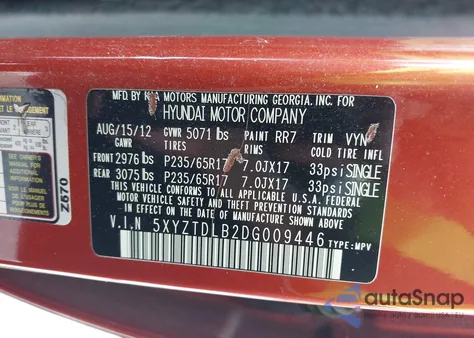 MFD. BY KIA MOTORS MANUFACTURING GEORGIA, INC. FOR
HYUNDAI MOTOR COMPANY
AUG/15/12 GVWR 5071 lbs PAINT RR7 TRIM VYN
GAWR TIRES RIMS COLD TIRE INFL
FRONT 2976 lbs P235/65R17 7.0JX17 33psi SINGLE
REAR 3075 lbs P235/65R17 7.0JX17 33psi SINGLE
THIS VEHICLE CONFORMS TO ALL APPLICABLE
U.S.A. FEDERAL MOTOR VEHICLE SAFETY
STANDARDS IN EFFECT ON THE DATE OF
MANUFACTURE SHOWN ABOVE.
V.I.N 5XYZTDLB2DG009446 TYPE:MPV
Z670
autoSnap